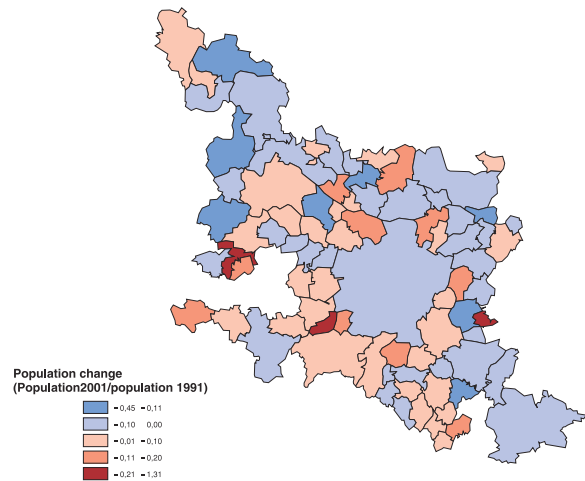 Population change
(Population2001/population 1991)
- 0,45 - 0,11
- 0,10 0,00
- 0,01 - 0,10
- 0,11 - 0,20
- 0,21 - 1,31